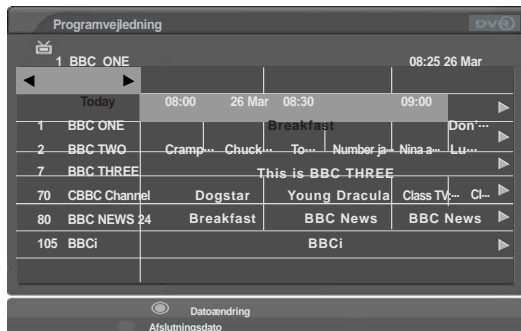 Programvejledning DVR
1 BBC ONE 08:25 26 Mar
Today 08:00 26 Mar 08:30 09:00
1 BBC ONE Breakfast Don'···
2 BBC TWO Cramp··· Chuck··· To··· Number ja··· Nina a··· Lu···
7 BBC THREE This is BBC THREE
70 CBBC Channel Dogstar Young Dracula Class TV:··· Cl···
80 BBC NEWS 24 Breakfast BBC News BBC News
105 BBCi BBCi
Datoændring
Afslutningsdato